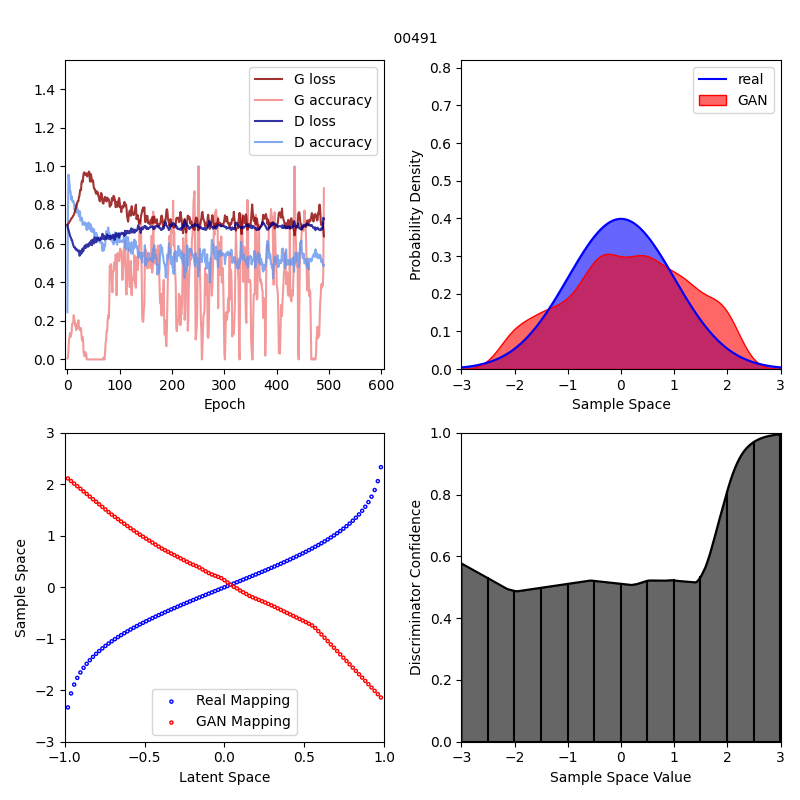 00491
G loss
G accuracy
D loss
D accuracy
0.0
0.2
0.4
0.6
0.8
1.0
1.2
1.4
0 100 200 300 400 500 600
Epoch
real
GAN
Probability Density
0.0
0.1
0.2
0.3
0.4
0.5
0.6
0.7
0.8
−3 −2 −1 0 1 2 3
Sample Space
Sample Space
3
2
1
0
−1
−2
−3
Real Mapping
GAN Mapping
−1.0 −0.5 0.0 0.5 1.0
Latent Space
Discriminator Confidence
1.0
0.8
0.6
0.4
0.2
0.0
−3 −2 −1 0 1 2 3
Sample Space Value